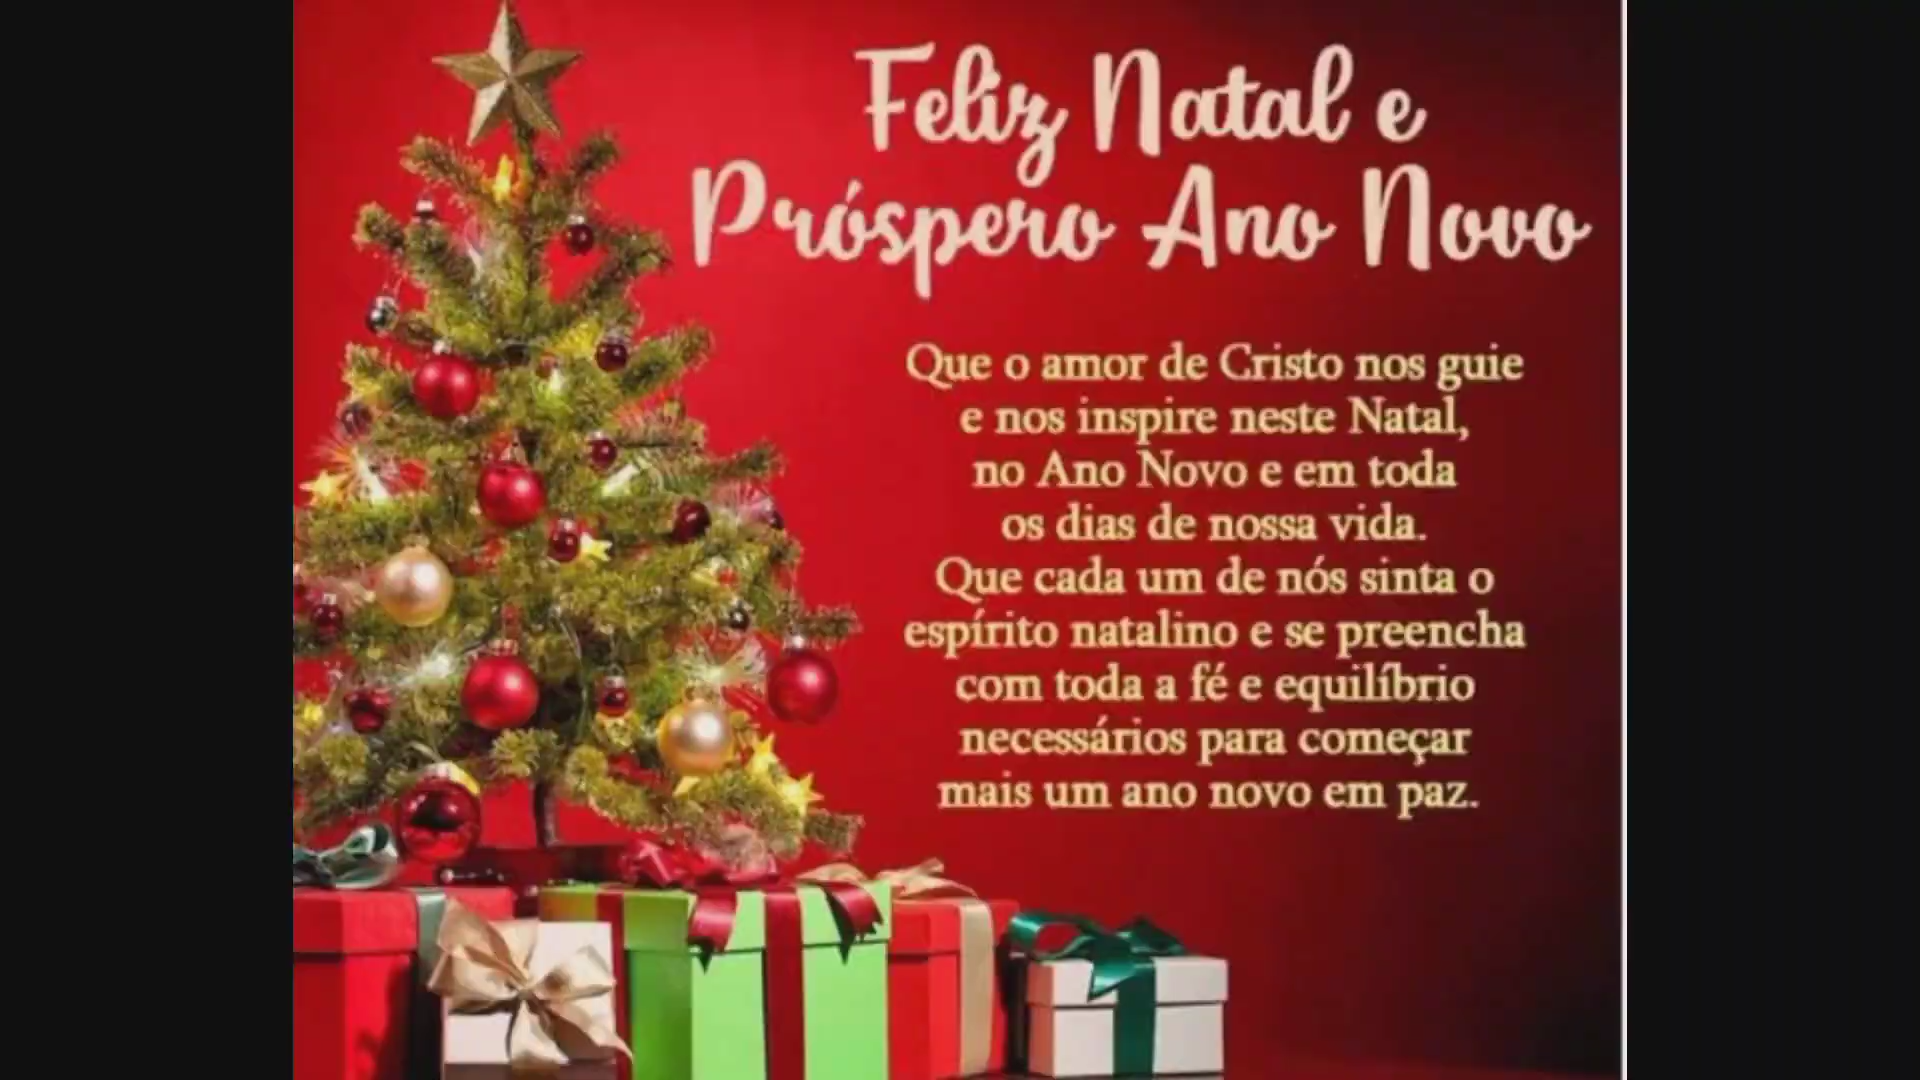 Feliz Natal e
Próspero Ano Novo
Que o amor de Cristo nos guie
e nos inspire neste Natal,
no Ano Novo e em toda
os dias de nossa vida.
Que cada um de nós sinta o
espírito natalino e se preencha
com toda a fé e equilíbrio
necessários para começar
mais um ano novo em paz.